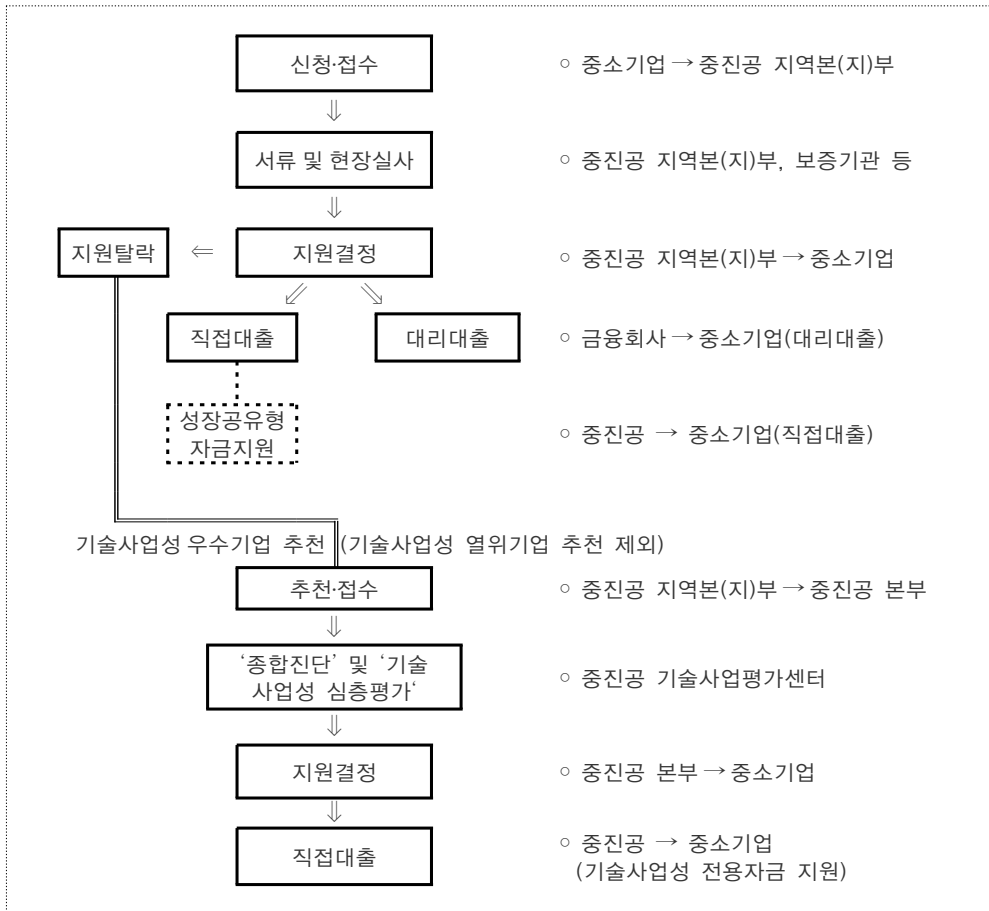 신청·접수 ○ 중소기업 → 중진공 지역본(지)부
⇓
서류 및 현장실사 ○ 중진공 지역본(지)부, 보증기관 등
⇓
지원탈락 ⇐ 지원결정 ○ 중진공 지역본(지)부 → 중소기업
직접대출 대리대출 ○ 금융회사 → 중소기업(대리대출)
성장공유형
자금지원 ○ 중진공 → 중소기업(직접대출)
기술사업성 우수기업 추천 (기술사업성 열위기업 추천 제외)
추천·접수 ○ 중진공 지역본(지)부 → 중진공 본부
⇓
‘종합진단’ 및 ‘기술
사업성 심층평가‘ ○ 중진공 기술사업평가센터
⇓
지원결정 ○ 중진공 본부 → 중소기업
⇓
직접대출 ○ 중진공 → 중소기업
(기술사업성 전용자금 지원)